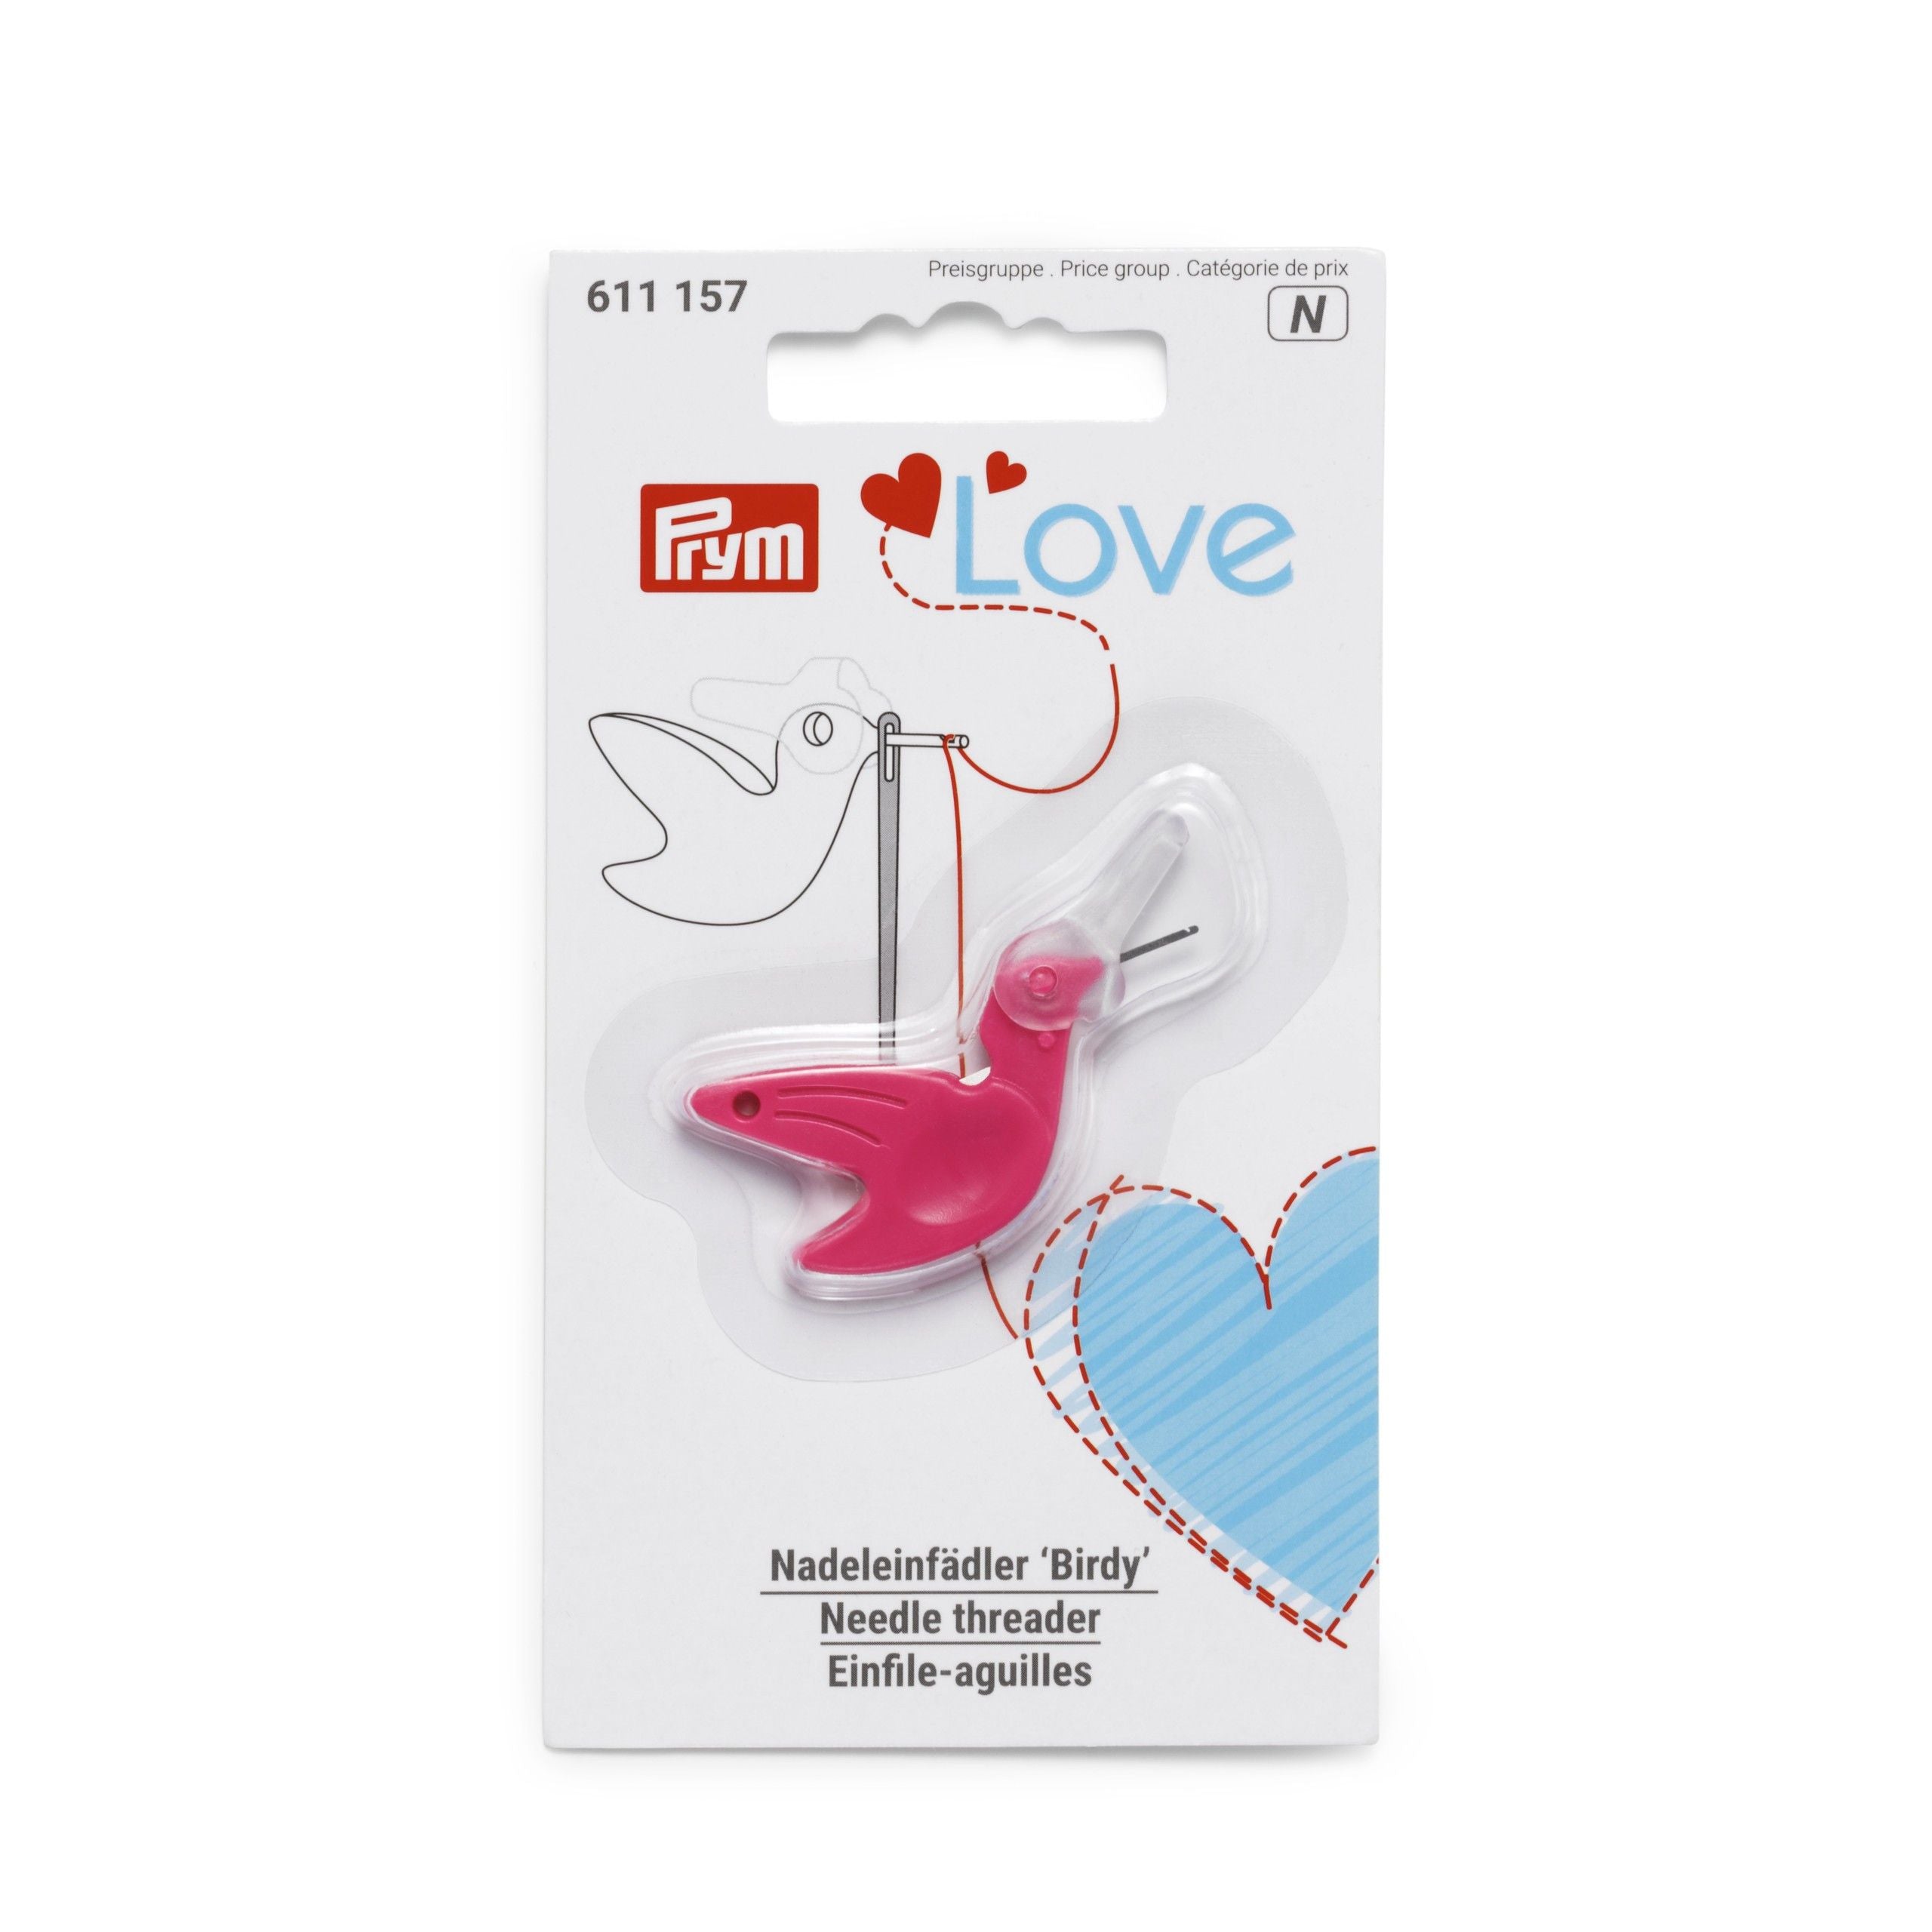 611 157
Preisgruppe . Price group . Catégorie de prix
N
Prym
Love
Nadeleinfädler ‘Birdy’
Needle threader
Einfile-aguilles